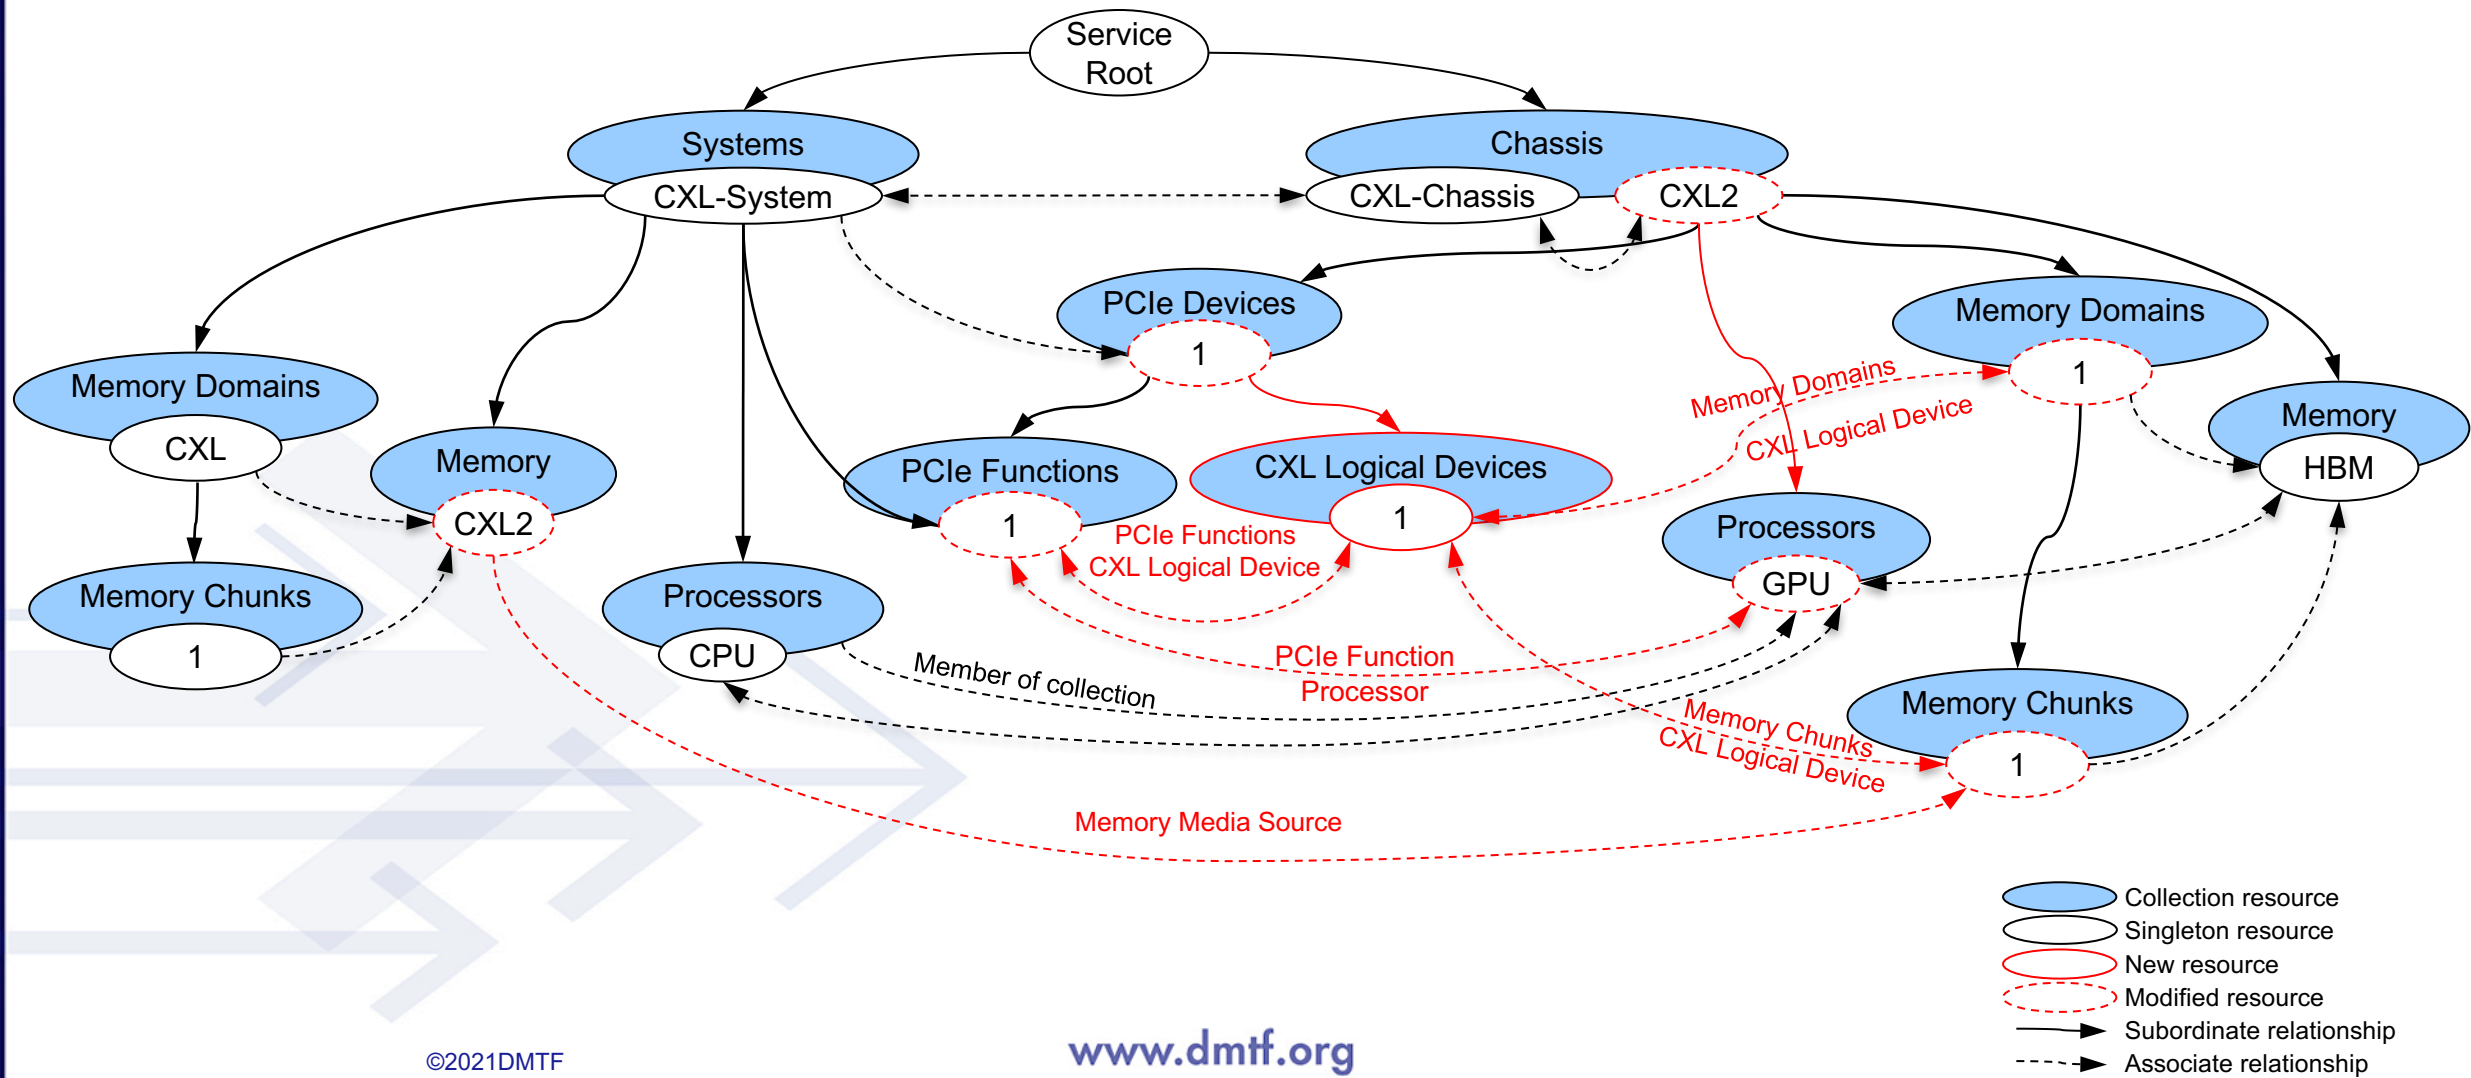 Service
Root
Systems
CXL-System
Chassis
CXL-Chassis
CXL2
PCIe Devices
1
Memory Domains
1
Memory Domains
CXL
Memory
CXL2
PCIe Functions
1
CXL Logical Devices
1
Memory Domains
CXL Logical Device
Memory
HBM
Processors
GPU
PCIe Functions
CXL Logical Device
Memory Chunks
1
Processors
CPU
Member of collection
PCIe Function
Processor
Memory Chunks
CXL Logical Device
Memory Chunks
1
Memory Media Source
Collection resource
Singleton resource
New resource
Modified resource
Subordinate relationship
Associate relationship
©2021DMTF
www.dmtf.org